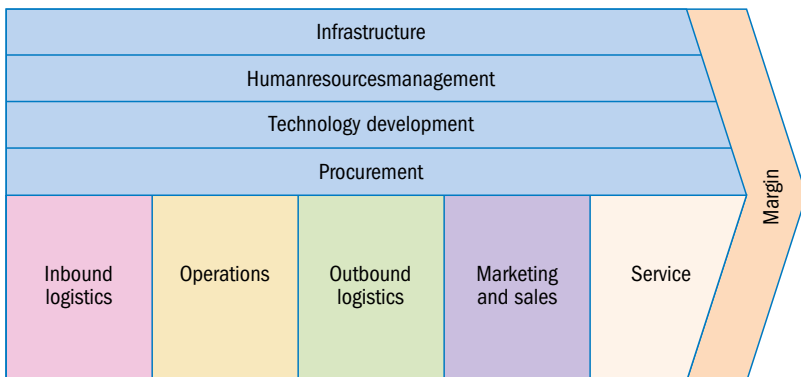 Infrastructure
Humanresourcesmanagement
Technology development
Procurement
Inbound
logistics
Operations
Outbound
logistics
Marketing
and sales
Service
Margin